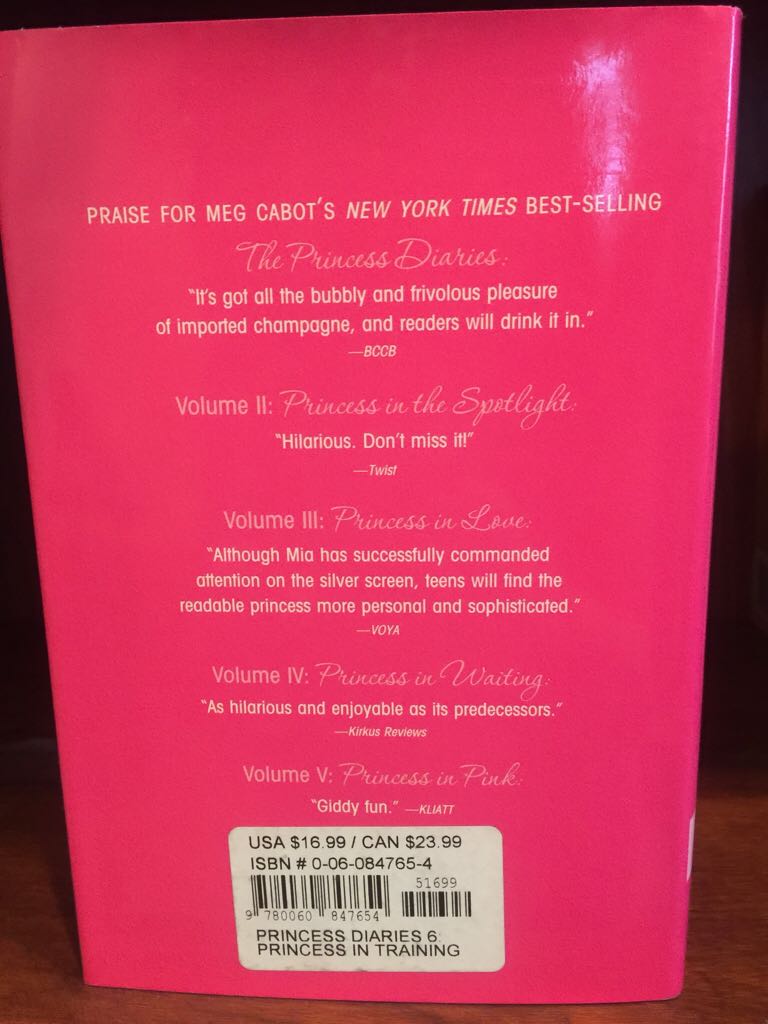 PRAISE FOR MEG CABOT'S NEW YORK TIMES BEST-SELLING
The Princess Diaries:
"It's got all the bubbly and frivolous pleasure
of imported champagne, and readers will drink it in."
—BCCB
Volume II: Princess in the Spotlight:
"Hilarious. Don't miss it!"
—Twist
Volume III: Princess in Love:
"Although Mia has successfully commanded
attention on the silver screen, teens will find the
readable princess more personal and sophisticated."
—VOYA
Volume IV: Princess in Waiting:
"As hilarious and enjoyable as its predecessors."
—Kirkus Reviews
Volume V: Princess in Pink:
"Giddy fun." —KLIATT
USA $16.99 / CAN $23.99
ISBN # 0-06-084765-4
51699
9 780060 847654
PRINCESS DIARIES 6:
PRINCESS IN TRAINING